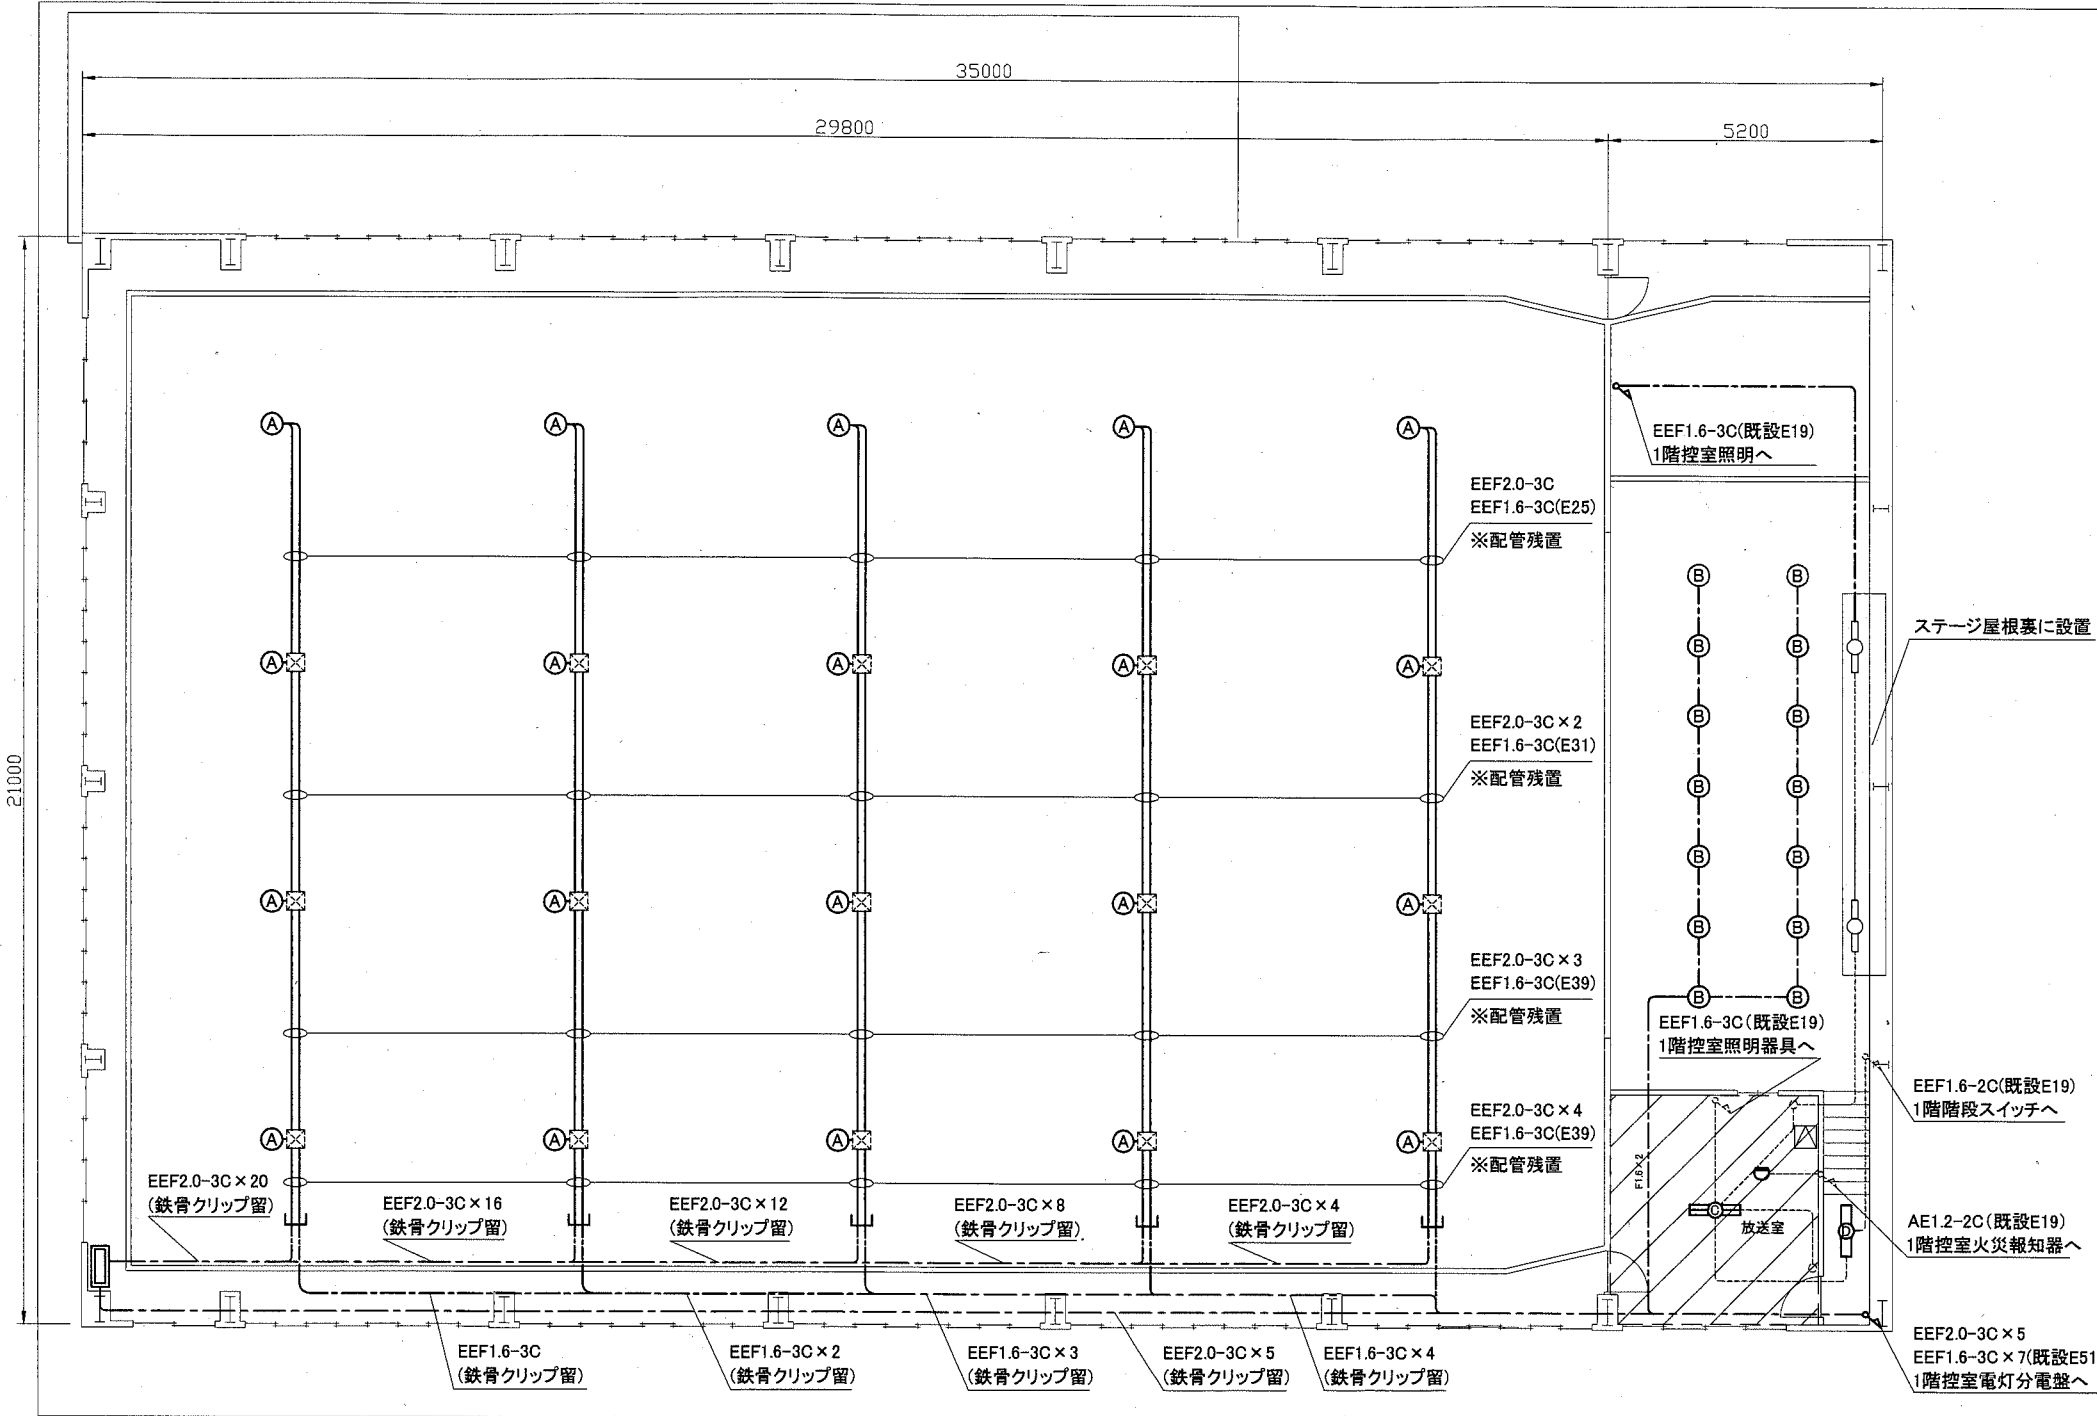 35000
29800
5200
21000
Ⓐ Ⓐ Ⓐ Ⓐ Ⓐ
EEF1.6-3C(既設E19)
1階控室照明へ
EEF2.0-3C
EEF1.6-3C(E25)
※配管残置
Ⓑ Ⓑ
ステージ屋根裏に設置
Ⓑ Ⓑ
Ⓐ Ⓐ Ⓐ Ⓐ Ⓐ
EEF2.0-3C×2
EEF1.6-3C(E31)
※配管残置
Ⓑ Ⓑ
Ⓑ Ⓑ
Ⓑ Ⓑ
Ⓐ Ⓐ Ⓐ Ⓐ Ⓐ
Ⓑ Ⓑ
EEF2.0-3C×3
EEF1.6-3C(E39)
※配管残置
Ⓑ Ⓑ
EEF1.6-3C(既設E19)
1階控室照明器具へ
EEF1.6-2C(既設E19)
1階階段スイッチへ
EEF2.0-3C×4
EEF1.6-3C(E39)
※配管残置
Ⓐ Ⓐ Ⓐ Ⓐ Ⓐ
F1.6×2
EEF2.0-3C×20
(鉄骨クリップ留)
EEF2.0-3C×16
(鉄骨クリップ留)
EEF2.0-3C×12
(鉄骨クリップ留)
EEF2.0-3C×8
(鉄骨クリップ留)
EEF2.0-3C×4
(鉄骨クリップ留)
Ⓒ
放送室
Ⓓ
AE1.2-2C(既設E19)
1階控室火災報知器へ
EEF1.6-3C
(鉄骨クリップ留)
EEF1.6-3C×2
(鉄骨クリップ留)
EEF1.6-3C×3
(鉄骨クリップ留)
EEF2.0-3C×5
(鉄骨クリップ留)
EEF1.6-3C×4
(鉄骨クリップ留)
EEF2.0-3C×5
EEF1.6-3C×7(既設E51
1階控室電灯分電盤へ